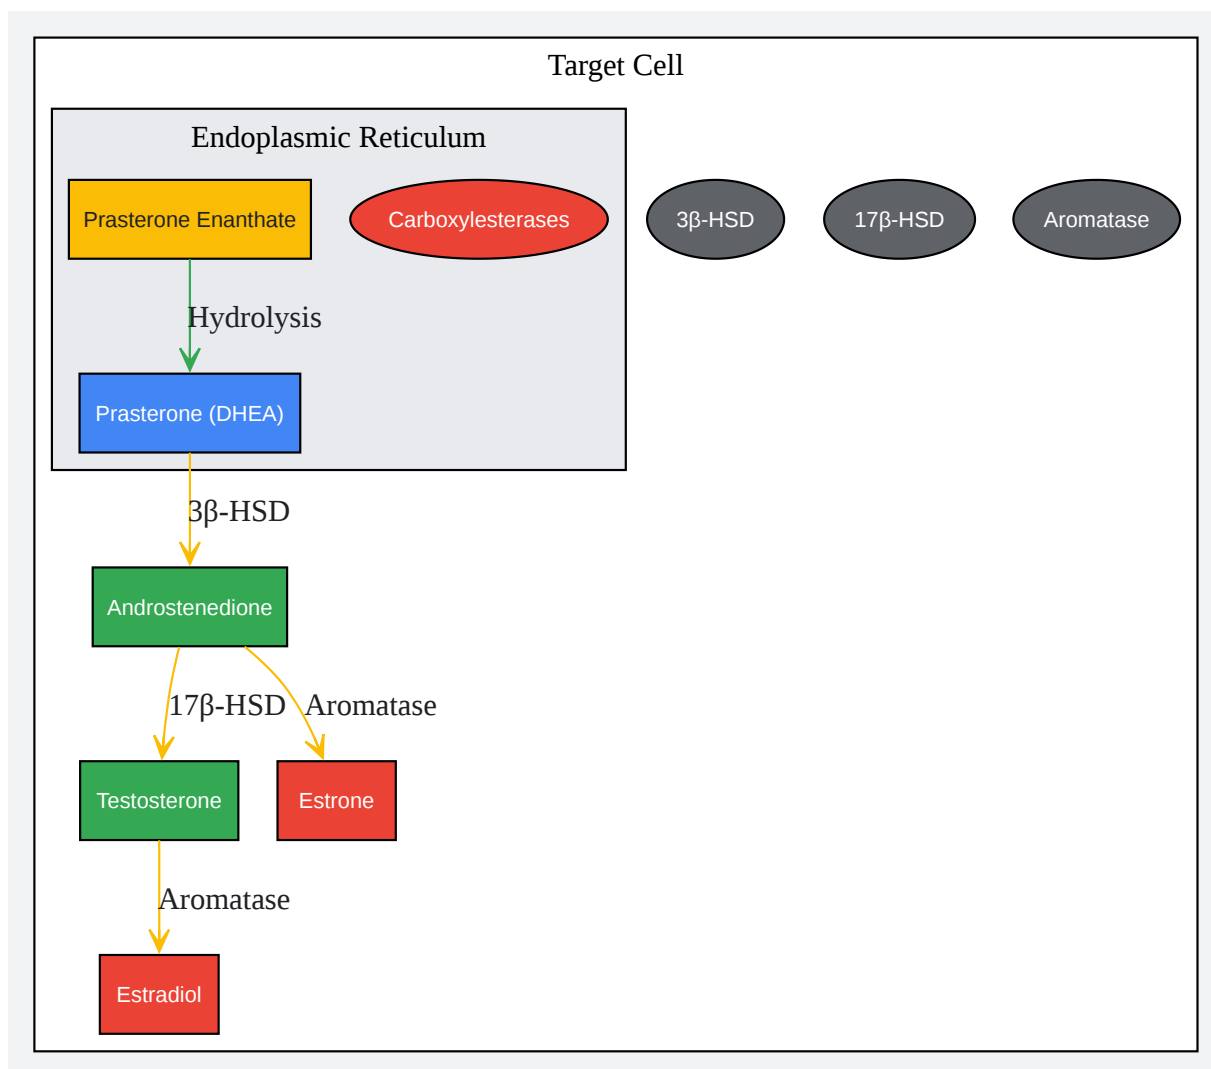 Target Cell
Endoplasmic Reticulum
Prasterone Enanthate
Carboxylesterases
3β-HSD
17β-HSD
Aromatase
Hydrolysis
Prasterone (DHEA)
3β-HSD
Androstenedione
17β-HSD
Aromatase
Testosterone
Estrone
Aromatase
Estradiol